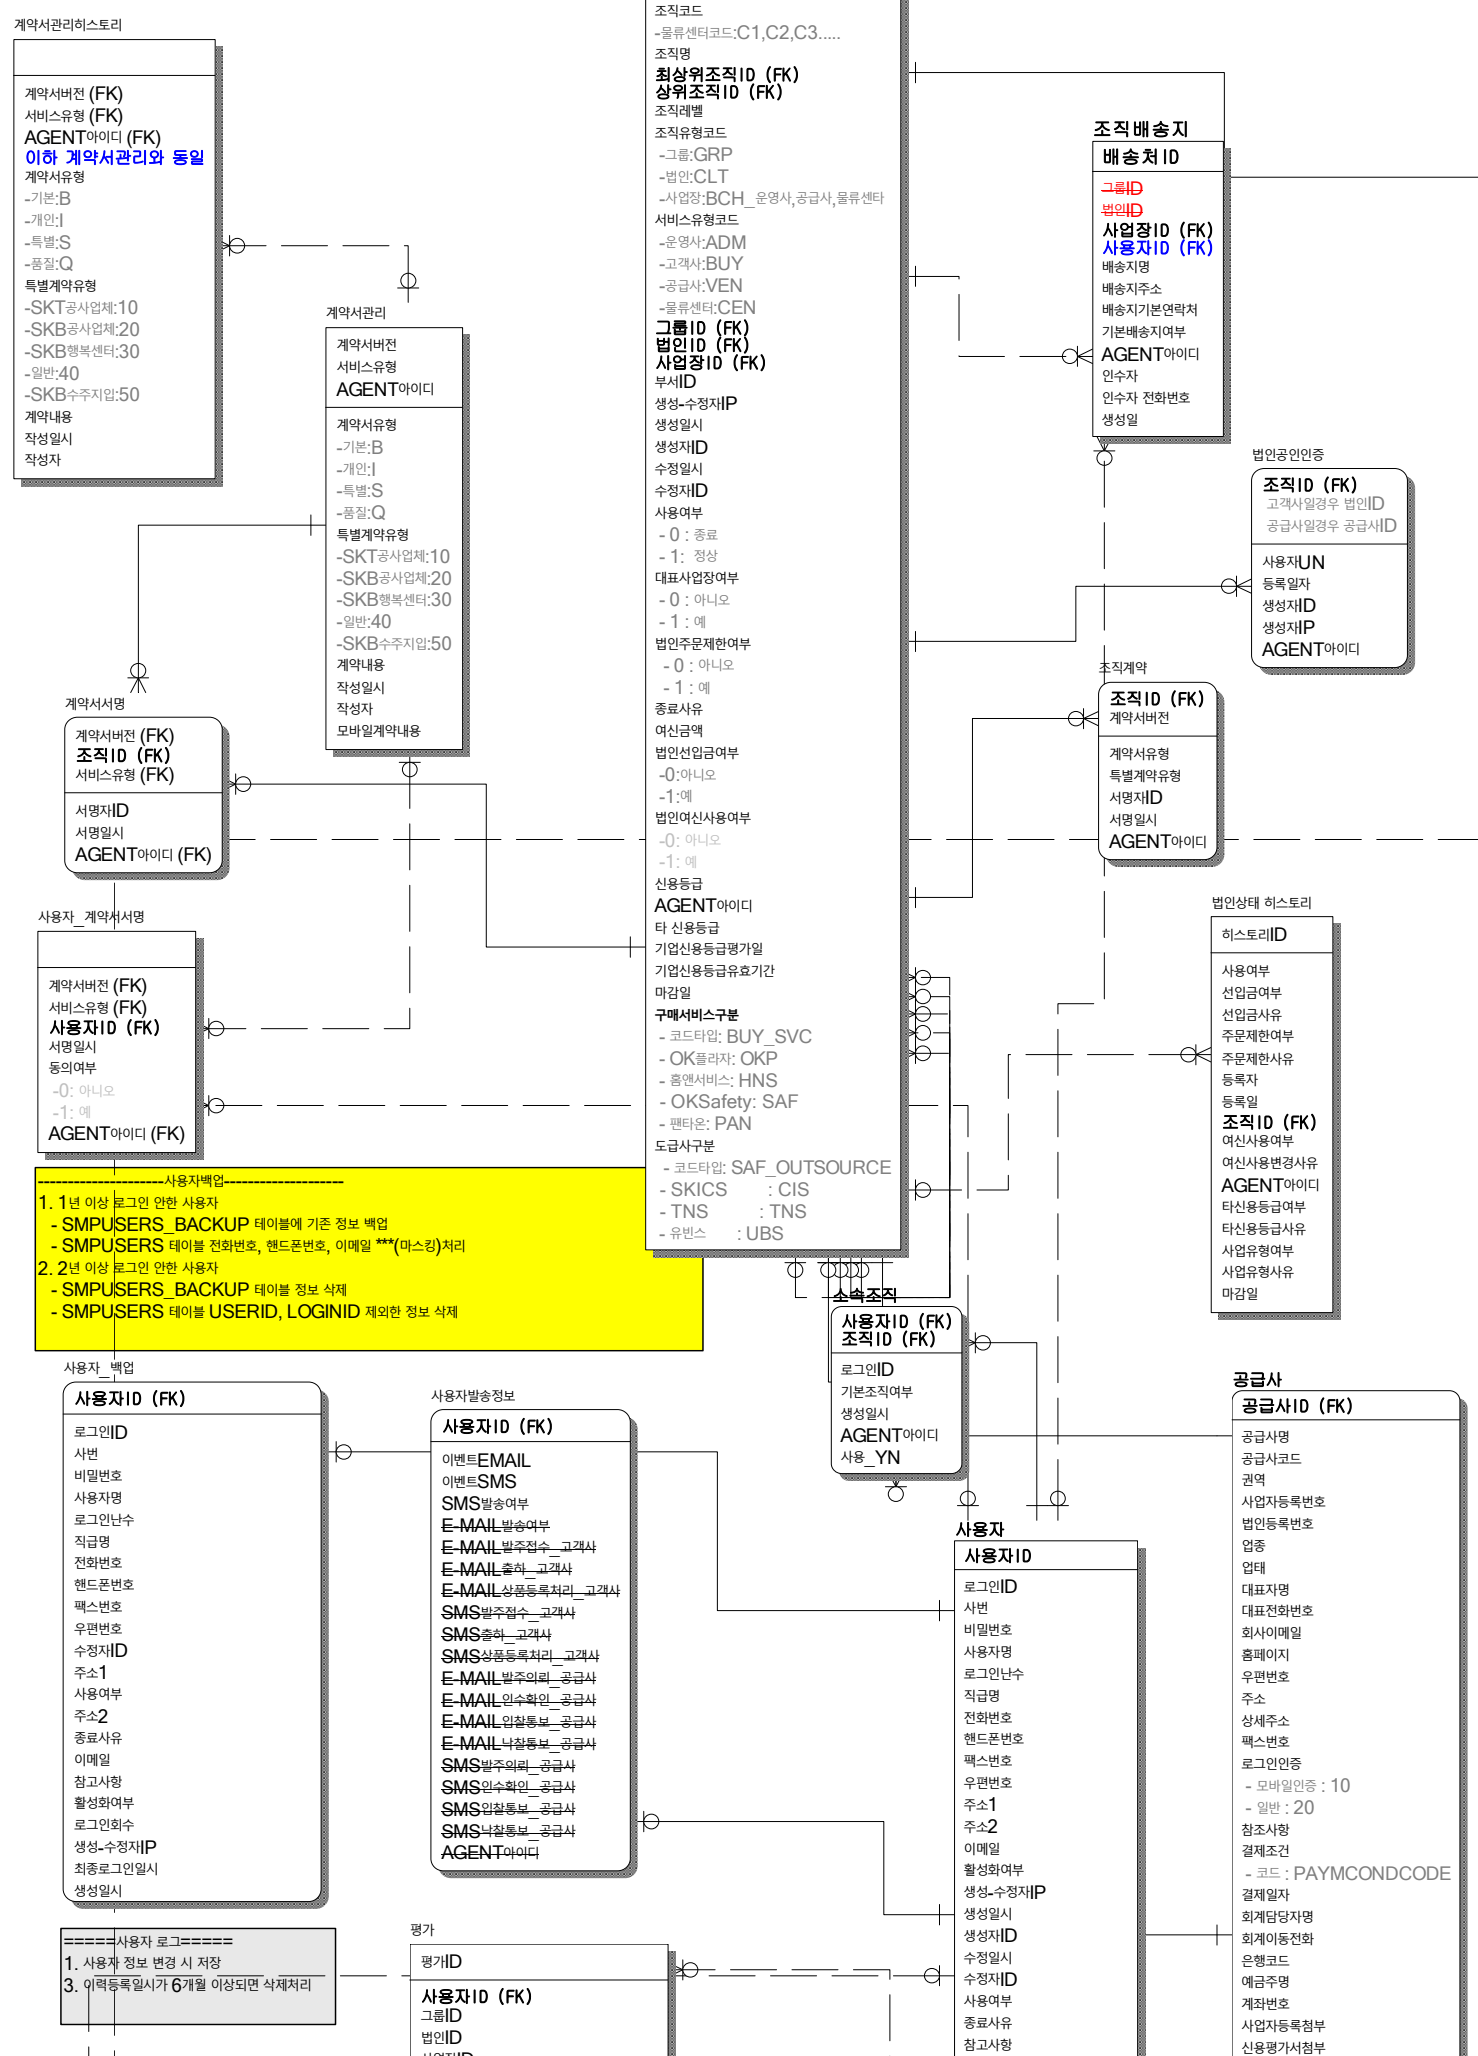 계약서관리히스토리
계약서버전 (FK)
서비스유형 (FK)
AGENT아이디 (FK)
이하 계약서관리와 동일
계약서유형
-기본:B
-개인:I
-특별:S
-품질:Q
특별계약유형
-SKT공사업체:10
-SKB공사업체:20
-SKB행복센터:30
-일반:40
-SKB수주지입:50
계약내용
작성일시
작성자
계약서관리
계약서버전
서비스유형
AGENT아이디
계약서유형
-기본:B
-개인:I
-특별:S
-품질:Q
특별계약유형
-SKT공사업체:10
-SKB공사업체:20
-SKB행복센터:30
-일반:40
-SKB수주지입:50
계약내용
작성일시
작성자
모바일계약내용
계약서서명
계약서버전 (FK)
조직ID (FK)
서비스유형 (FK)
서명자ID
서명일시
AGENT아이디 (FK)
사용자_계약서서명
계약서버전 (FK)
서비스유형 (FK)
사용자ID (FK)
서명일시
동의여부
-0: 아니오
-1: 예
AGENT아이디 (FK)
조직코드
-물류센터코드:C1,C2,C3.....
조직명
최상위조직ID (FK)
상위조직ID (FK)
조직레벨
조직유형코드
-그룹:GRP
-법인:CLT
-사업장:BCH_운영사,공급사,물류센타
서비스유형코드
-운영사:ADM
-고객사:BUY
-공급사:VEN
-물류센터:CEN
그룹ID (FK)
법인ID (FK)
사업장ID (FK)
부서ID
생성-수정자IP
생성일시
생성자ID
수정일시
수정자ID
사용여부
- 0 : 종료
- 1: 정상
대표사업장여부
- 0 : 아니오
- 1 : 예
법인주문제한여부
- 0 : 아니오
- 1 : 예
종료사유
여신금액
법인선입금여부
-0:아니오
-1:예
법인여신사용여부
-0: 아니오
-1: 예
신용등급
AGENT아이디
타 신용등급
기업신용등급평가일
기업신용등급유효기간
마감일
구매서비스구분
- 코드타입: BUY_SVC
- OK플라자: OKP
- 홈앤서비스: HNS
- OKSafety: SAF
- 팬타온: PAN
도급사구분
- 코드타입: SAF_OUTSOURCE
- SKICS : CIS
- TNS : TNS
- 유빈스 : UBS
조직배송지
배송처ID
그룹ID
법인ID
사업장ID (FK)
사용자ID (FK)
배송지명
배송지주소
배송지기본연락처
기본배송지여부
AGENT아이디
인수자
인수자 전화번호
생성일
법인공인인증
조직ID (FK)
고객사일경우 법인ID
공급사일경우 공급사ID
사용자UN
등록일자
생성자ID
생성자IP
AGENT아이디
조직계약
조직ID (FK)
계약서버전
계약서유형
특별계약유형
서명자ID
서명일시
AGENT아이디
법인상태 히스토리
히스토리ID
사용여부
선입금여부
선입금사유
주문제한여부
주문제한사유
등록자
등록일
조직ID (FK)
여신사용여부
여신사용변경사유
AGENT아이디
타신용등급여부
타신용등급사유
사업유형여부
사업유형사유
마감일
---------------------사용자백업--------------------
1. 1년 이상 로그인 안한 사용자
- SMPUSERS_BACKUP 테이블에 기존 정보 백업
- SMPUSERS 테이블 전화번호, 핸드폰번호, 이메일 ***(마스킹)처리
2. 2년 이상 로그인 안한 사용자
- SMPUSERS_BACKUP 테이블 정보 삭제
- SMPUSERS 테이블 USERID, LOGINID 제외한 정보 삭제
소속조직
사용자ID (FK)
조직ID (FK)
로그인ID
기본조직여부
생성일시
AGENT아이디
사용_YN
사용자_백업
사용자ID (FK)
로그인ID
사번
비밀번호
사용자명
로그인난수
직급명
전화번호
핸드폰번호
팩스번호
우편번호
수정자ID
주소1
사용여부
주소2
종료사유
이메일
참고사항
활성화여부
로그인회수
생성-수정자IP
최종로그인일시
생성일시
사용자발송정보
사용자ID (FK)
이벤트EMAIL
이벤트SMS
SMS발송여부
E-MAIL발송여부
E-MAIL발주접수_고객사
E-MAIL출하_고객사
E-MAIL상품등록처리_고객사
SMS발주접수_고객사
SMS출하_고객사
SMS상품등록처리_고객사
E-MAIL발주의뢰_공급사
E-MAIL인수확인_공급사
E-MAIL입찰통보_공급사
E-MAIL낙찰통보_공급사
SMS발주의뢰_공급사
SMS인수확인_공급사
SMS입찰통보_공급사
SMS낙찰통보_공급사
AGENT아이디
사용자
사용자ID
로그인ID
사번
비밀번호
사용자명
로그인난수
직급명
전화번호
핸드폰번호
팩스번호
우편번호
주소1
주소2
이메일
활성화여부
생성-수정자IP
생성일시
생성자ID
수정일시
수정자ID
사용여부
종료사유
참고사항
공급사
공급사ID (FK)
공급사명
공급사코드
권역
사업자등록번호
법인등록번호
업종
업태
대표자명
대표전화번호
회사이메일
홈페이지
우편번호
주소
상세주소
팩스번호
로그인인증
- 모바일인증 : 10
- 일반 : 20
참조사항
결제조건
- 코드 : PAYMCONDCODE
결제일자
회계담당자명
회계이동전화
은행코드
예금주명
계좌번호
사업자등록첨부
신용평가서첨부
=====사용자 로그=====
1. 사용자 정보 변경 시 저장
3. 이력등록일시가 6개월 이상되면 삭제처리
평가
평가ID
사용자ID (FK)
그룹ID
법인ID